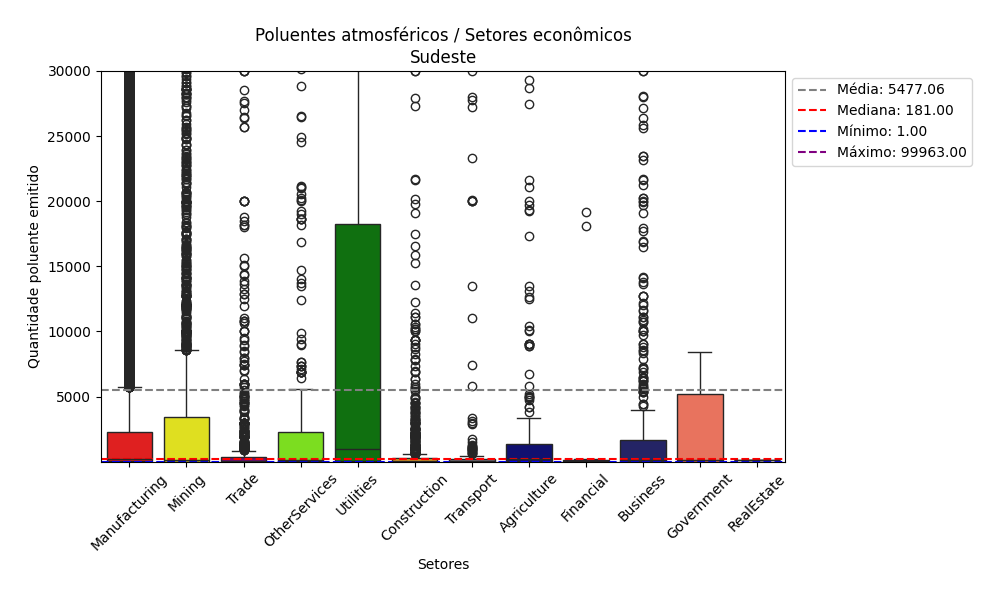 Poluentes atmosféricos / Setores econômicos
Sudeste
30000
25000
20000
15000
10000
5000
Quantidade poluente emitido
Média: 5477.06
Mediana: 181.00
Mínimo: 1.00
Máximo: 99963.00
Manufacturing
Mining
Trade
OtherServices
Utilities
Construction
Transport
Agriculture
Financial
Business
Government
RealEstate
Setores